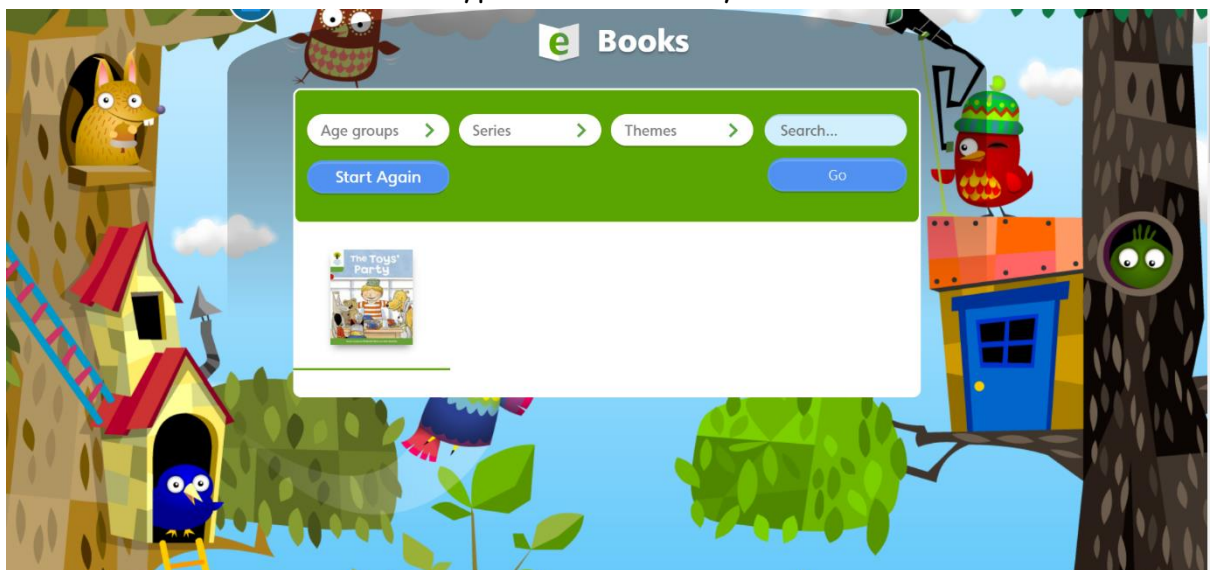 e Books
Age groups > Series > Themes > Search...
Start Again Go
The Toys'
Party